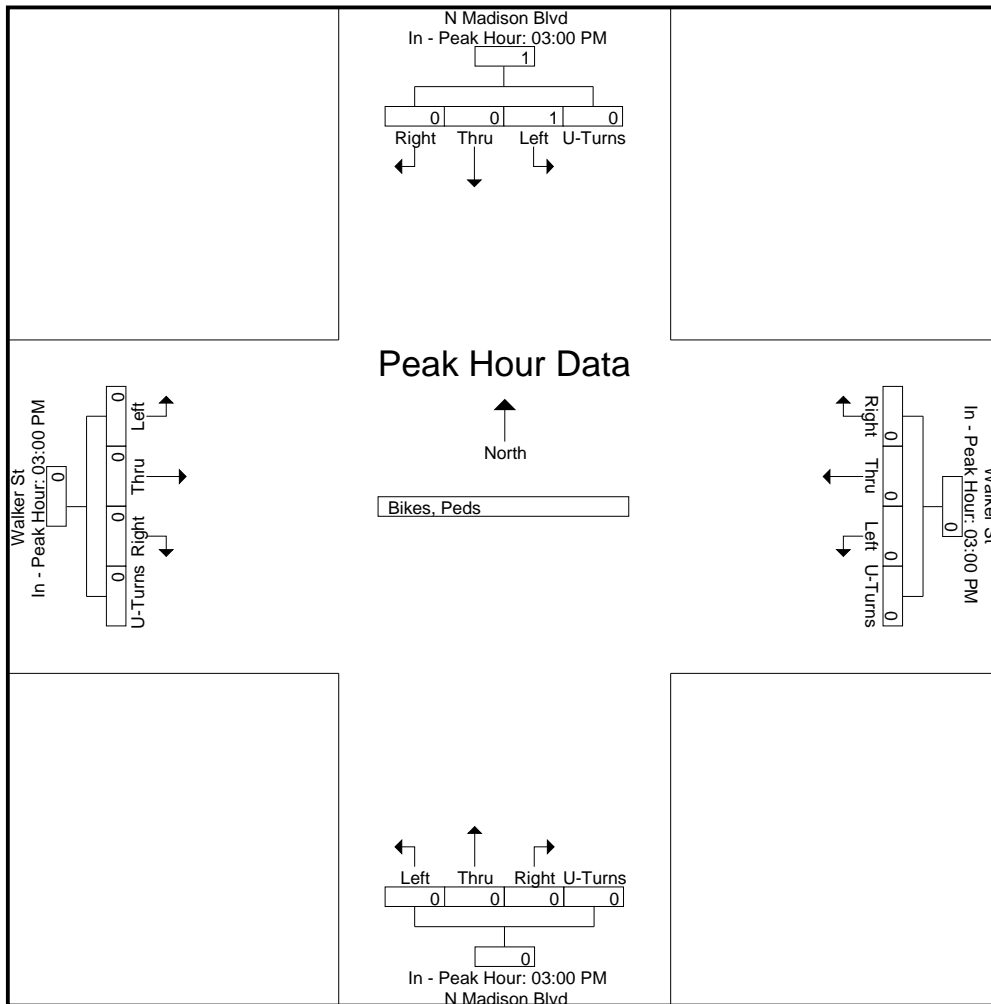 N Madison Blvd
In - Peak Hour: 03:00 PM
1
0 0 1 0
Right Thru Left U-Turns
Peak Hour Data
North
Bikes, Peds
Walker St
In - Peak Hour: 03:00 PM
0
0 0 0 0
Left Thru Right U-Turns
Walker St
In - Peak Hour: 03:00 PM
0
0 0 0 0
Right Thru Left U-Turns
Left Thru Right U-Turns
0 0 0 0
0
In - Peak Hour: 03:00 PM
N Madison Blvd